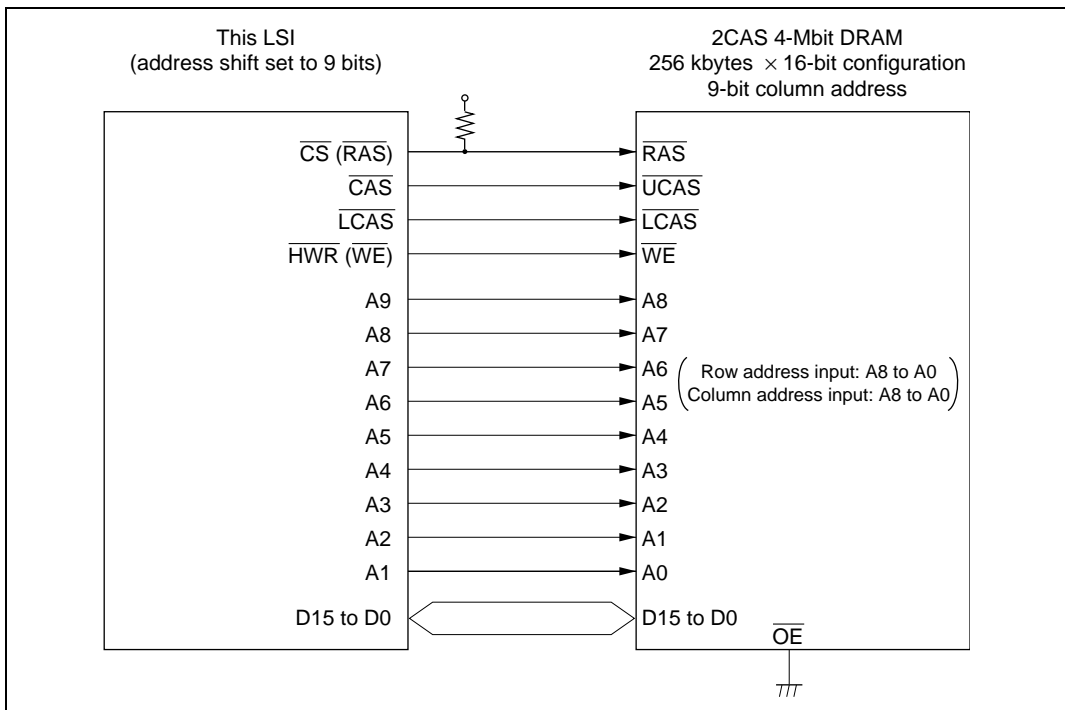 This LSI
(address shift set to 9 bits)
2CAS 4-Mbit DRAM
256 kbytes × 16-bit configuration
9-bit column address
CS (RAS)
RAS
CAS
UCAS
LCAS
LCAS
HWR (WE)
WE
A9
A8
A8
A7
A7
A6
Row address input: A8 to A0
Column address input: A8 to A0
A6
A5
A5
A4
A4
A3
A3
A2
A2
A1
A1
A0
D15 to D0
D15 to D0
OE